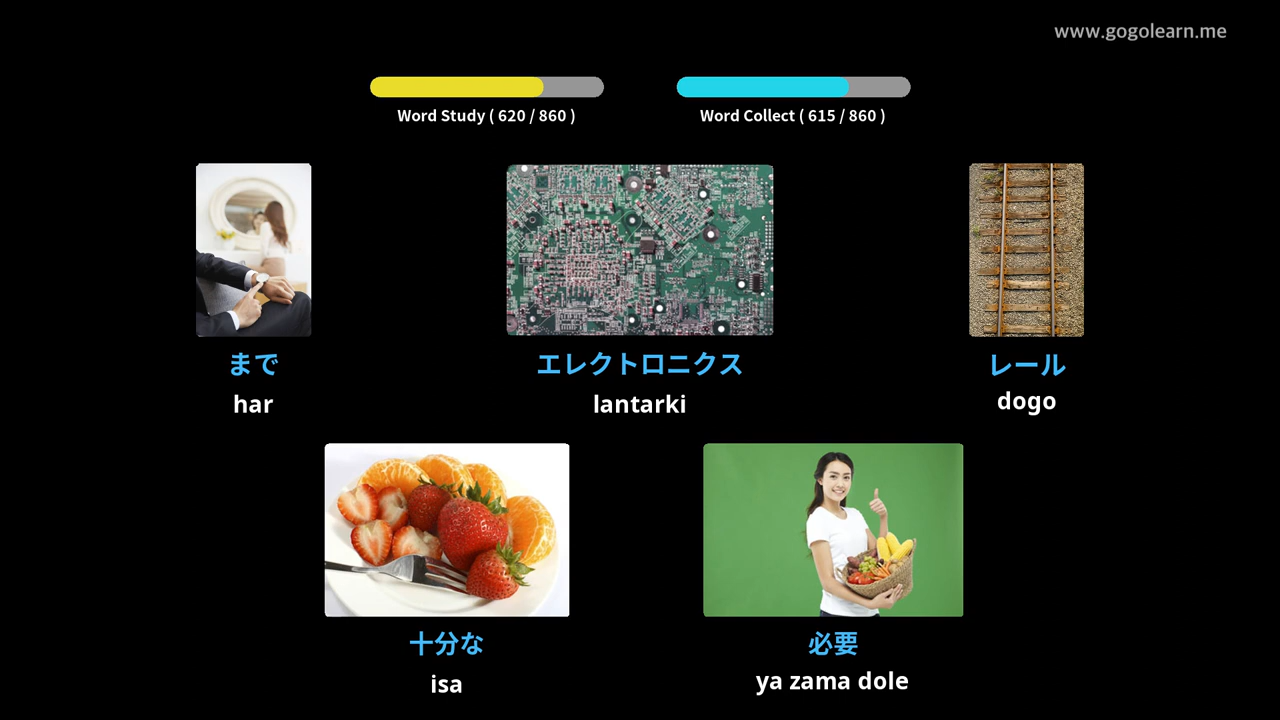 www.gogolearn.me
Word Study ( 620 / 860 )
Word Collect ( 615 / 860 )
まで
har
エレクトロニクス
lantarki
レール
dogo
十分な
isa
必要
ya zama dole